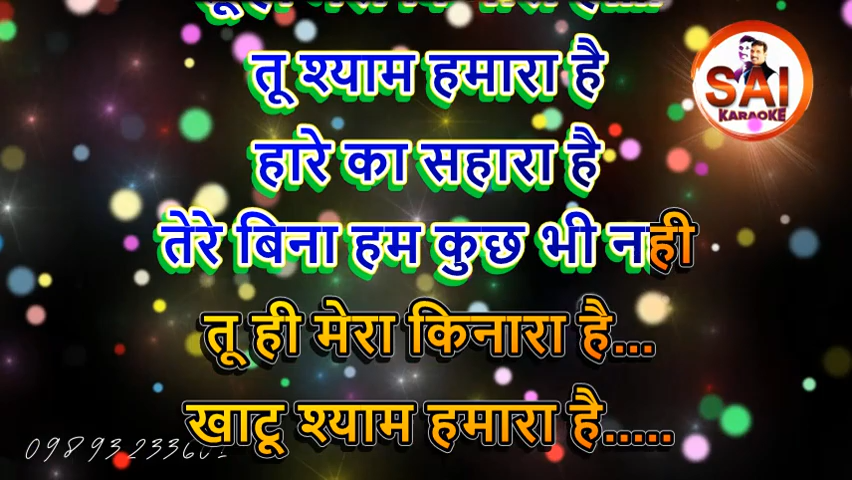 तू श्याम हमारा है
SAI
KARAOKE
हारे का सहारा है
तेरे बिना हम कुछ भी नही
तू ही मेरा किनारा है...
खाटू श्याम हमारा है.....